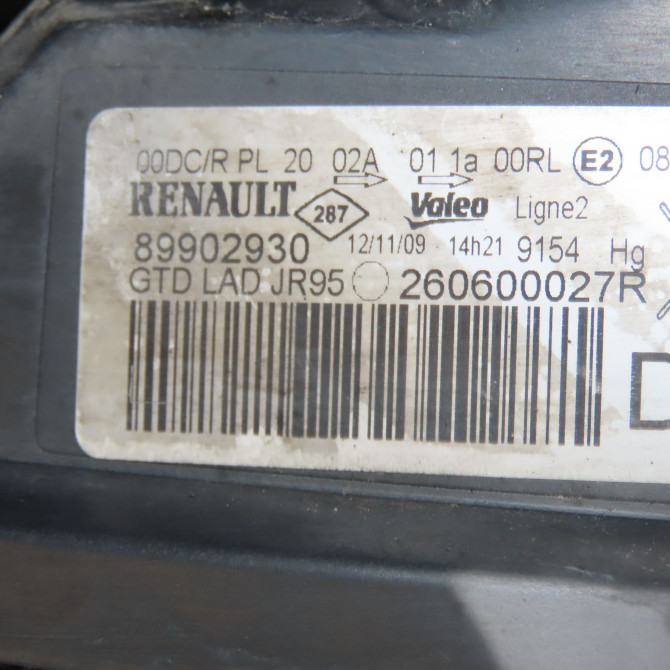 00DC/R PL 20 02A 01 1a 00RL E2 08
RENAULT 287 Valeo Ligne2
89902930 12/11/09 14h21 9154 Hg
GTD LAD JR95 260600027R
D